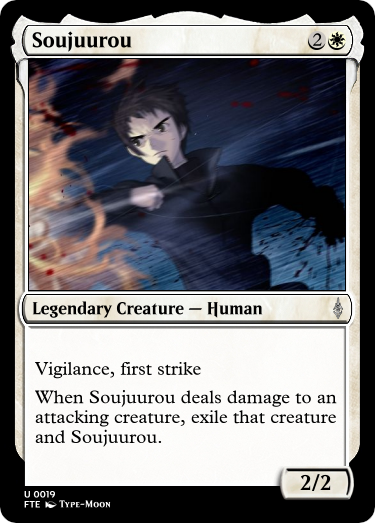 Soujuurou 2
Legendary Creature — Human
Vigilance, first strike
When Soujuurou deals damage to an
attacking creature, exile that creature
and Soujuurou.
2/2
U 0019
FTE Type-Moon